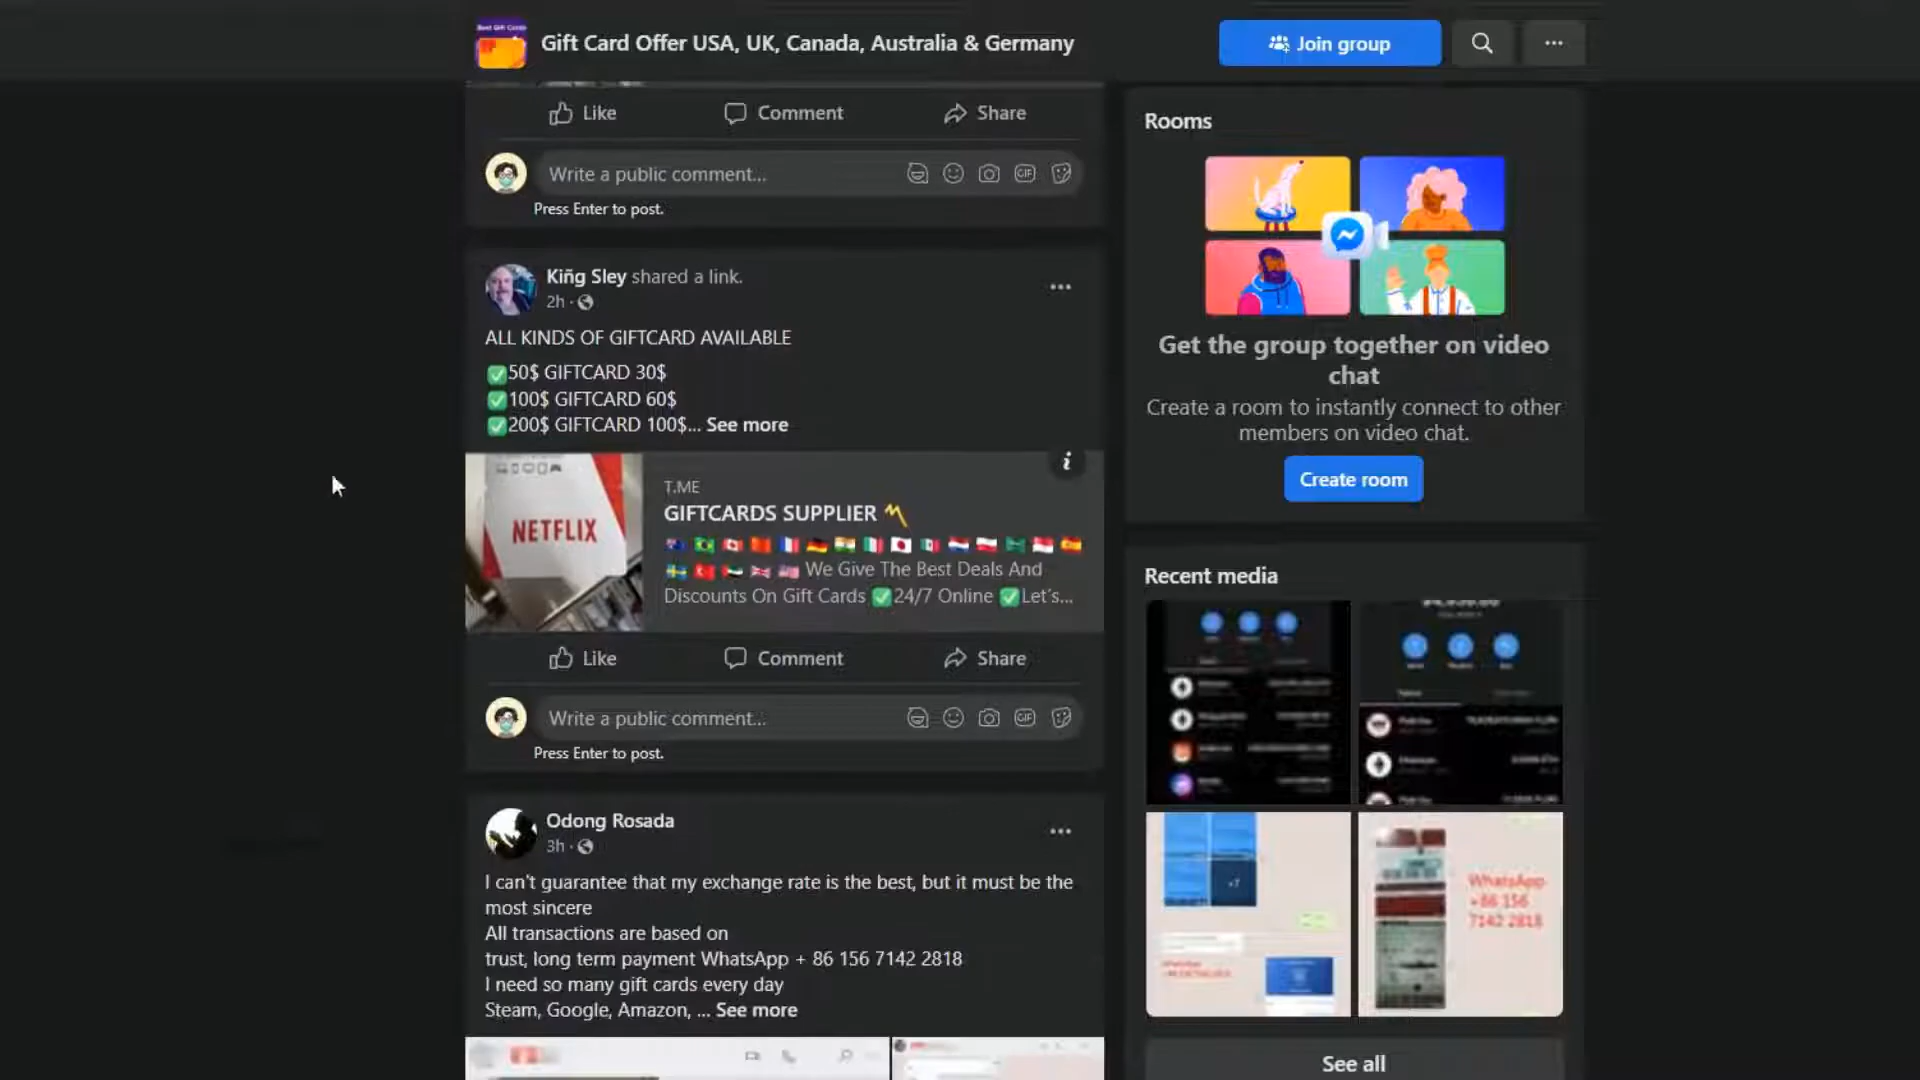 Best Gift Cards
Gift Card Offer USA, UK, Canada, Australia & Germany
Join group
Like
Comment
Share
Write a public comment...
GIF
Press Enter to post.
Kiñg Sley shared a link.
2h ·
ALL KINDS OF GIFTCARD AVAILABLE
✅50$ GIFTCARD 30$
✅100$ GIFTCARD 60$
✅200$ GIFTCARD 100$... See more
NETFLIX
T.ME
GIFTCARDS SUPPLIER 〽️
🇦🇺 🇧🇷 🇨🇦 🇨🇳 🇫🇷 🇩🇪 🇮🇳 🇮🇹 🇯🇵 🇲🇽 🇳🇱 🇵🇱 🇸🇦 🇸🇬 🇪🇸
🇸🇪 🇹🇷 🇦🇪 🇬🇧 🇺🇸 We Give The Best Deals And
Discounts On Gift Cards ✅24/7 Online ✅Let's...
Like
Comment
Share
Write a public comment...
GIF
Press Enter to post.
Odong Rosada
3h ·
I can't guarantee that my exchange rate is the best, but it must be the
most sincere
All transactions are based on
trust, long term payment WhatsApp + 86 156 7142 2818
I need so many gift cards every day
Steam, Google, Amazon, ... See more
Rooms
Get the group together on video
chat
Create a room to instantly connect to other
members on video chat.
Create room
Recent media
+7
WhatsApp
+86 156
7142 2818
See all